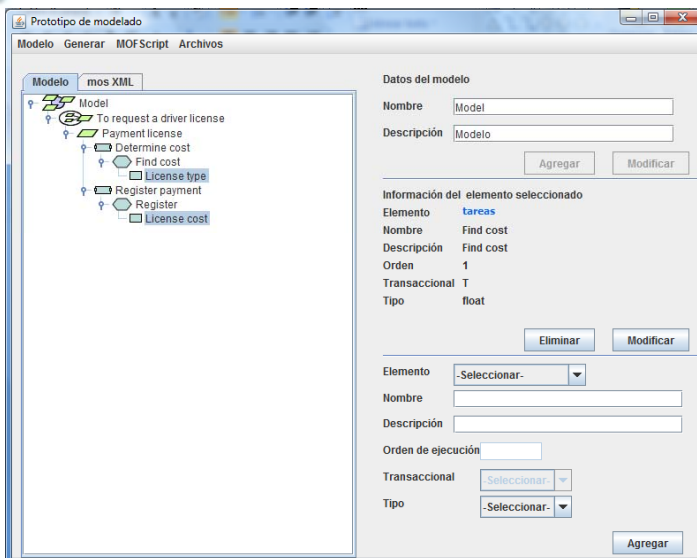 Prototipo de modelado
Modelo Generar MOFScript Archivos
Modelo mos XML
Model
To request a driver license
Payment license
Determine cost
Find cost
License type
Register payment
Register
License cost
Datos del modelo
Nombre Model
Descripción Modelo
Agregar Modificar
Información del elemento seleccionado
Elemento tareas
Nombre Find cost
Descripción Find cost
Orden 1
Transaccional T
Tipo float
Eliminar Modificar
Elemento -Seleccionar-
Nombre
Descripción
Orden de ejecución
Transaccional -Seleccionar-
Tipo -Seleccionar-
Agregar